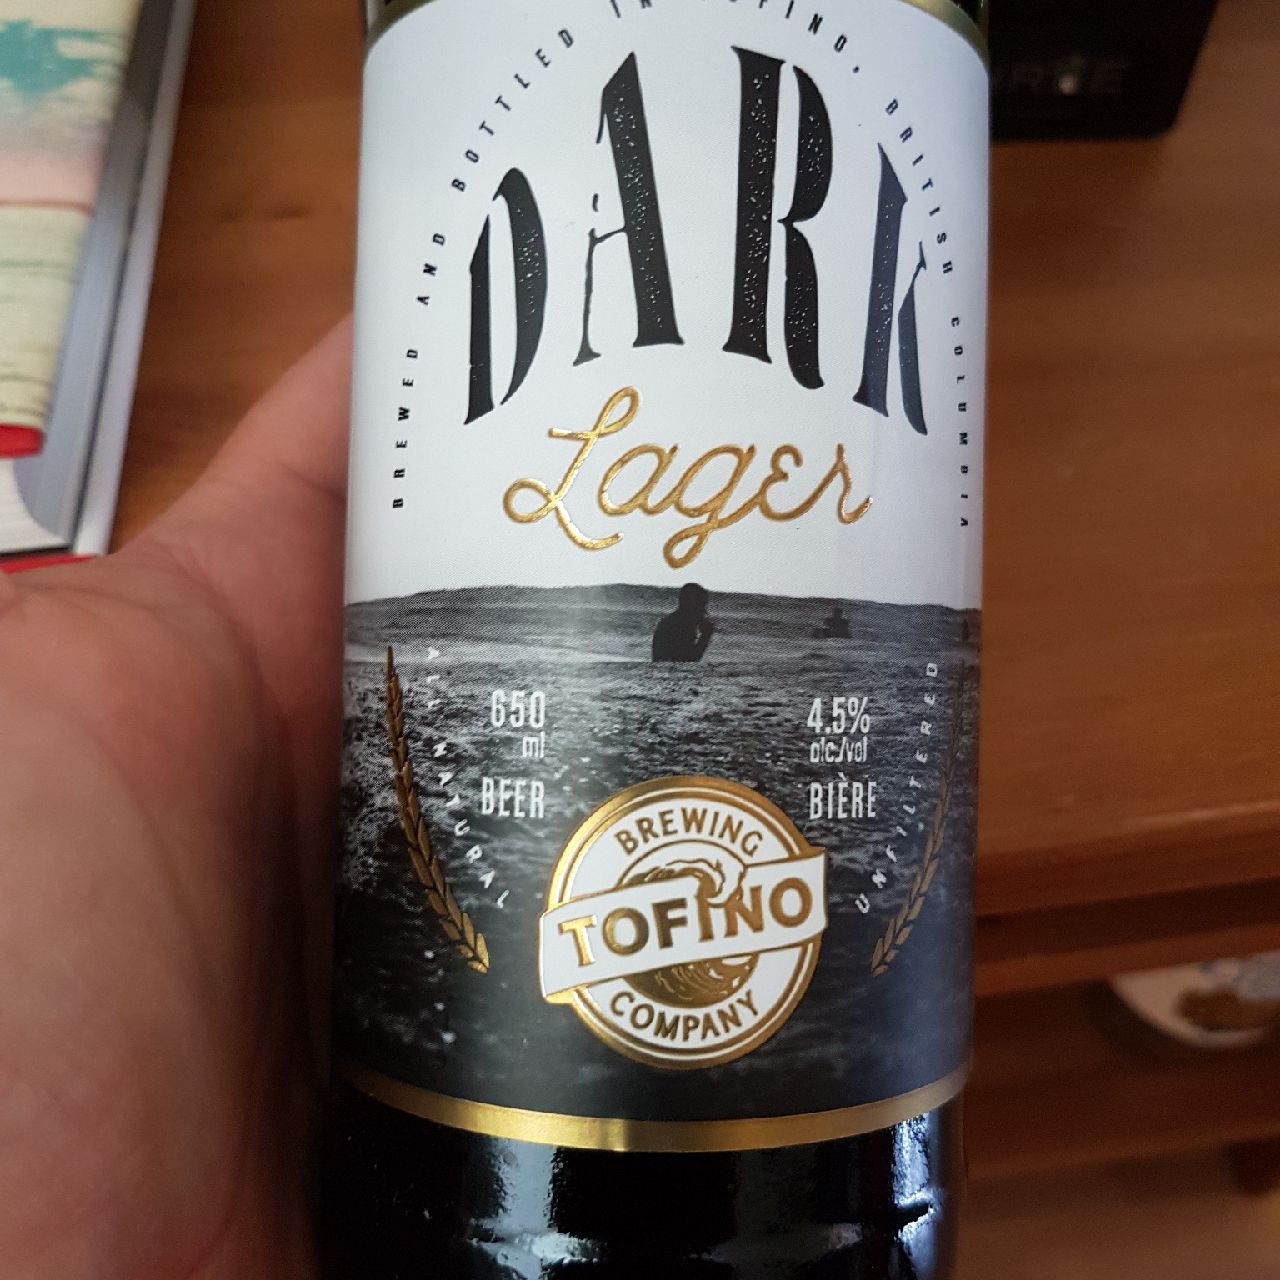 BREWED AND BOTTLED IN TOFINO, BRITISH COLUMBIA
DARK
Lager
ALL NATURAL
650
ml
BEER
4.5%
alc/vol
BIÈRE
UNFILTERED
BREWING
TOFINO
COMPANY